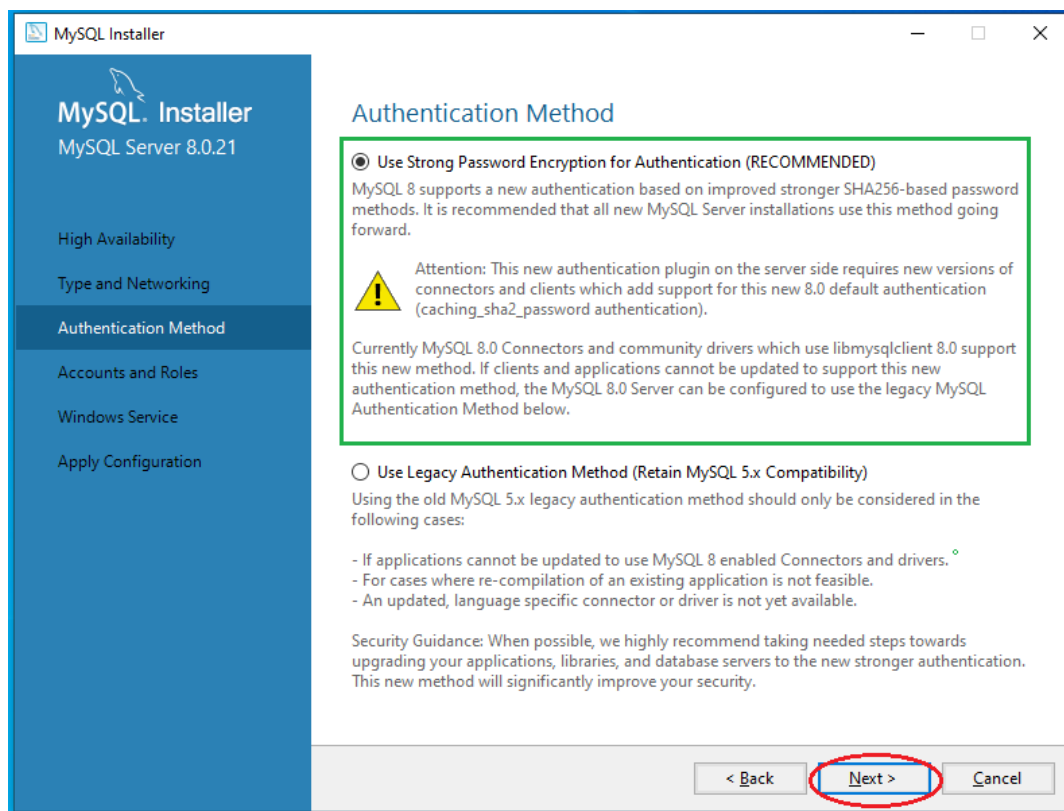 MySQL Installer
MySQL. Installer
MySQL Server 8.0.21
High Availability
Type and Networking
Authentication Method
Accounts and Roles
Windows Service
Apply Configuration
Authentication Method
Use Strong Password Encryption for Authentication (RECOMMENDED)
MySQL 8 supports a new authentication based on improved stronger SHA256-based password
methods. It is recommended that all new MySQL Server installations use this method going
forward.
Attention: This new authentication plugin on the server side requires new versions of
connectors and clients which add support for this new 8.0 default authentication
(caching_sha2_password authentication).
Currently MySQL 8.0 Connectors and community drivers which use libmysqlclient 8.0 support
this new method. If clients and applications cannot be updated to support this new
authentication method, the MySQL 8.0 Server can be configured to use the legacy MySQL
Authentication Method below.
Use Legacy Authentication Method (Retain MySQL 5.x Compatibility)
Using the old MySQL 5.x legacy authentication method should only be considered in the
following cases:
- If applications cannot be updated to use MySQL 8 enabled Connectors and drivers.
- For cases where re-compilation of an existing application is not feasible.
- An updated, language specific connector or driver is not yet available.
Security Guidance: When possible, we highly recommend taking needed steps towards
upgrading your applications, libraries, and database servers to the new stronger authentication.
This new method will significantly improve your security.
< Back
Next >
Cancel